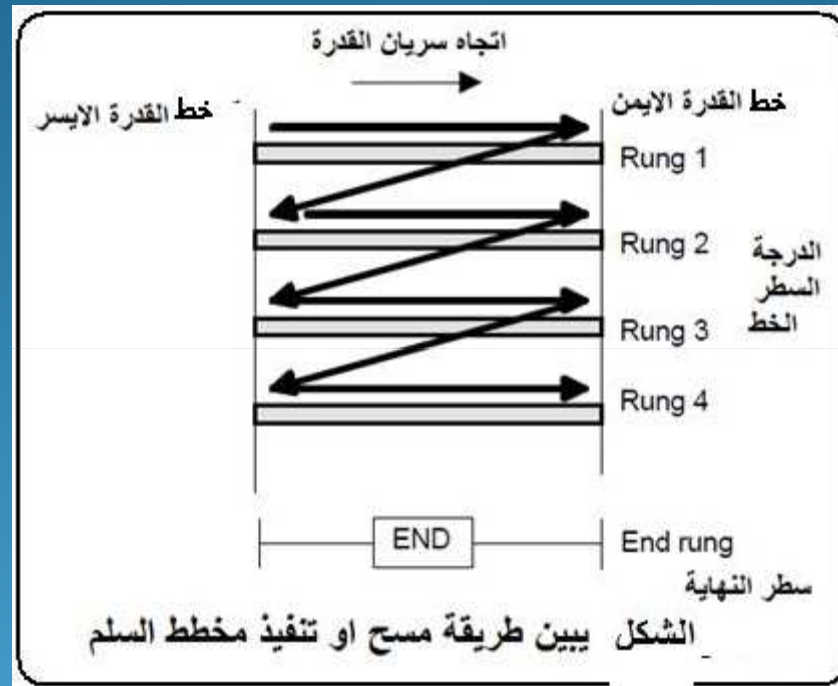 اتجاه سريان القدرة
خط القدرة الايمن
خط القدرة الايسر
Rung 1
Rung 2
الدرجة
السطر
الخط
Rung 3
Rung 4
END
End rung
سطر النهاية
الشكل يبين طريقة مسح او تنفيذ مخطط السلم